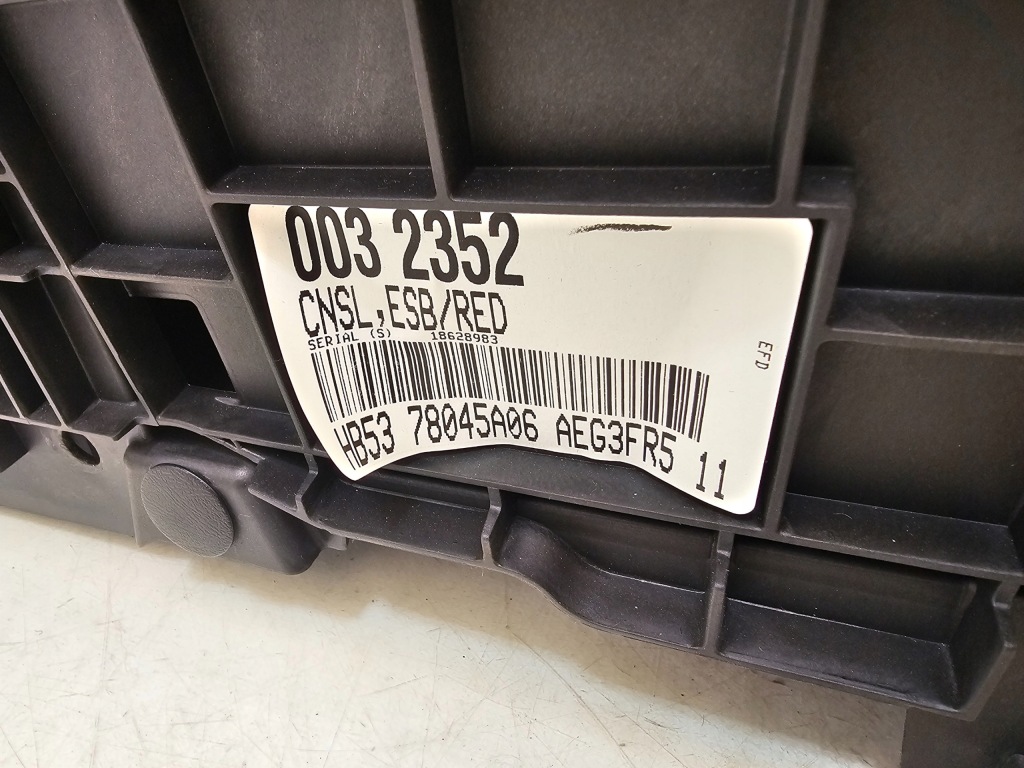 003 2352
CNSL,ESB/RED
SERIAL (S) 18628983
EFD
HB53 78045A06 AEG3FR5 11